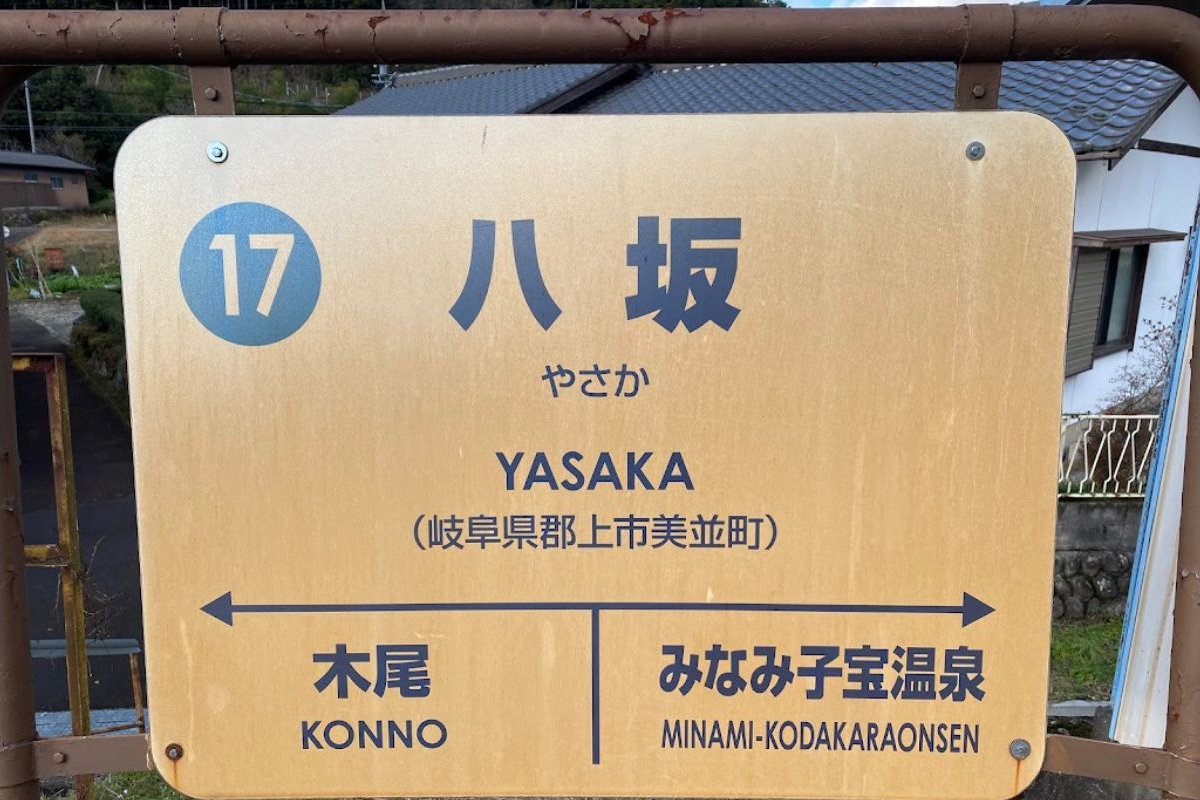 17
八坂
やさか
YASAKA
(岐阜県郡上市美並町)
木尾
KONNO
みなみ子宝温泉
MINAMI-KODAKARAONSEN